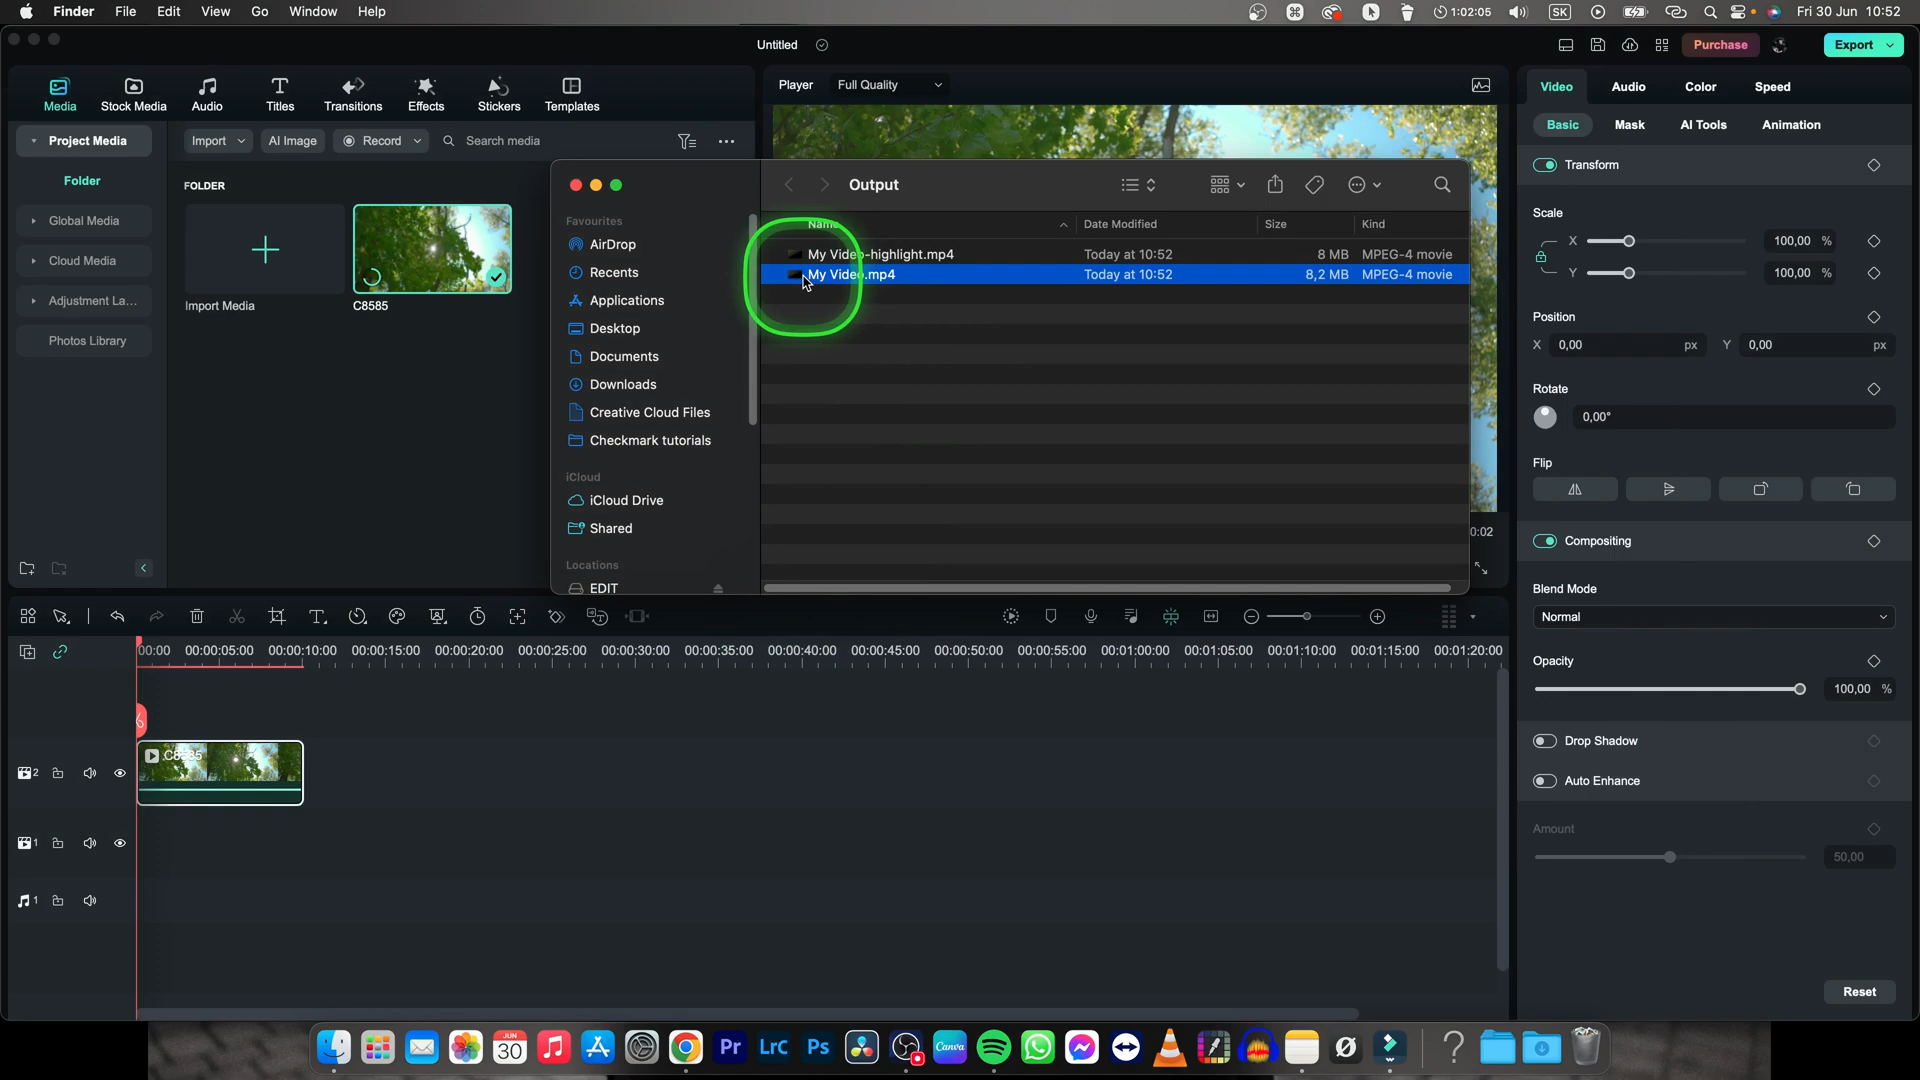 Finder File Edit View Go Window Help
1:02:05 SK Fri 30 Jun 10:52
Untitled
Purchase Export
Media Stock Media Audio Titles Transitions Effects Stickers Templates
Player Full Quality
Video Audio Color Speed
Basic Mask AI Tools Animation
Project Media
Import AI Image Record Search media
Folder
Global Media
Cloud Media
Adjustment La...
Photos Library
FOLDER
Import Media
C8585
Output
Favourites
AirDrop
Recents
Applications
Desktop
Documents
Downloads
Creative Cloud Files
Checkmark tutorials
iCloud
iCloud Drive
Shared
Locations
EDIT
Name Date Modified Size Kind
My Video-highlight.mp4 Today at 10:52 8 MB MPEG-4 movie
My Video.mp4 Today at 10:52 8,2 MB MPEG-4 movie
0:02
Transform
Scale
X 100,00 %
Y 100,00 %
Position
X 0,00 px Y 0,00 px
Rotate
0,00°
Flip
Compositing
Blend Mode
Normal
Opacity
100,00 %
Drop Shadow
Auto Enhance
Amount
50,00
Reset
00:00 00:00:05:00 00:00:10:00 00:00:15:00 00:00:20:00 00:00:25:00 00:00:30:00 00:00:35:00 00:00:40:00 00:00:45:00 00:00:50:00 00:00:55:00 00:01:00:00 00:01:05:00 00:01:10:00 00:01:15:00 00:01:20:00
C8585
2
1
1
JUN
30
Pr LrC Ps Canva